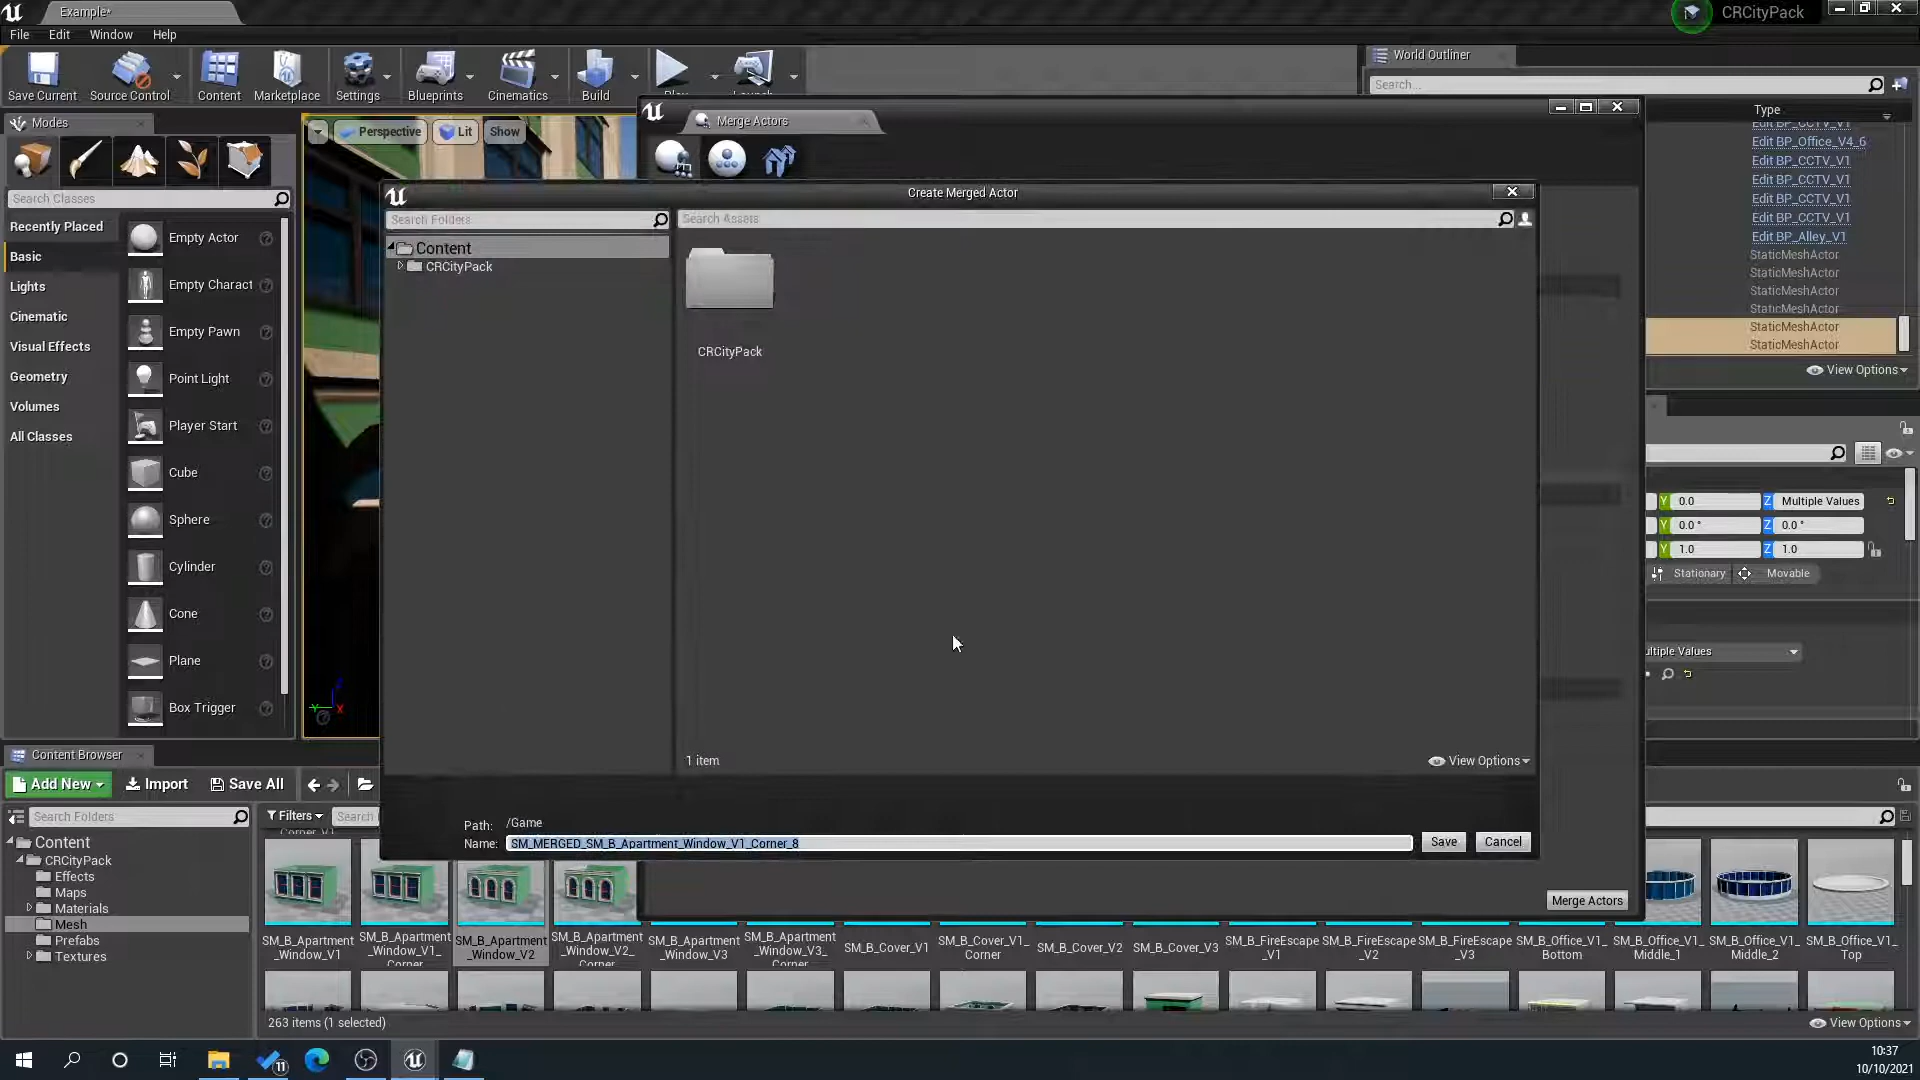 Example*
CRCityPack
File Edit Window Help
Save Current
Source Control
Content
Marketplace
Settings
Blueprints
Cinematics
Build
World Outliner
Search...
Type
Edit BP_CCTV_V1
Edit BP_Office_V4_6
Edit BP_CCTV_V1
Edit BP_CCTV_V1
Edit BP_CCTV_V1
Edit BP_CCTV_V1
Edit BP_Alley_V1
StaticMeshActor
StaticMeshActor
StaticMeshActor
StaticMeshActor
StaticMeshActor
StaticMeshActor
View Options
Modes
Search Classes
Recently Placed
Basic
Lights
Cinematic
Visual Effects
Geometry
Volumes
All Classes
Empty Actor
Empty Charact
Empty Pawn
Point Light
Player Start
Cube
Sphere
Cylinder
Cone
Plane
Box Trigger
Perspective
Lit
Show
Merge Actors
Create Merged Actor
Search Folders
Search Assets
Content
CRCityPack
CRCityPack
1 item
View Options
Path: /Game
Name: SM_MERGED_SM_B_Apartment_Window_V1_Corner_8
Save
Cancel
Merge Actors
Y 0.0 Z Multiple Values
Y 0.0 ° Z 0.0 °
Y 1.0 Z 1.0
Stationary Movable
ultiple Values
Content Browser
Add New
Import
Save All
Search Folders
Filters
Search
Content
CRCityPack
Effects
Maps
Materials
Mesh
Prefabs
Textures
SM_B_Apartment
_Window_V1
SM_B_Apartment
_Window_V1_
Corner
SM_B_Apartment
_Window_V2
SM_B_Apartment
_Window_V2_
Corner
SM_B_Apartment
_Window_V3
SM_B_Apartment
_Window_V3_
Corner
SM_B_Cover_V1
SM_B_Cover_V1_
Corner
SM_B_Cover_V2
SM_B_Cover_V3
SM_B_FireEscape
_V1
SM_B_FireEscape
_V2
SM_B_FireEscape
_V3
SM_B_Office_V1_
Bottom
SM_B_Office_V1_
Middle_1
SM_B_Office_V1_
Middle_2
SM_B_Office_V1_
Top
263 items (1 selected)
View Options
11
10:37
10/10/2021